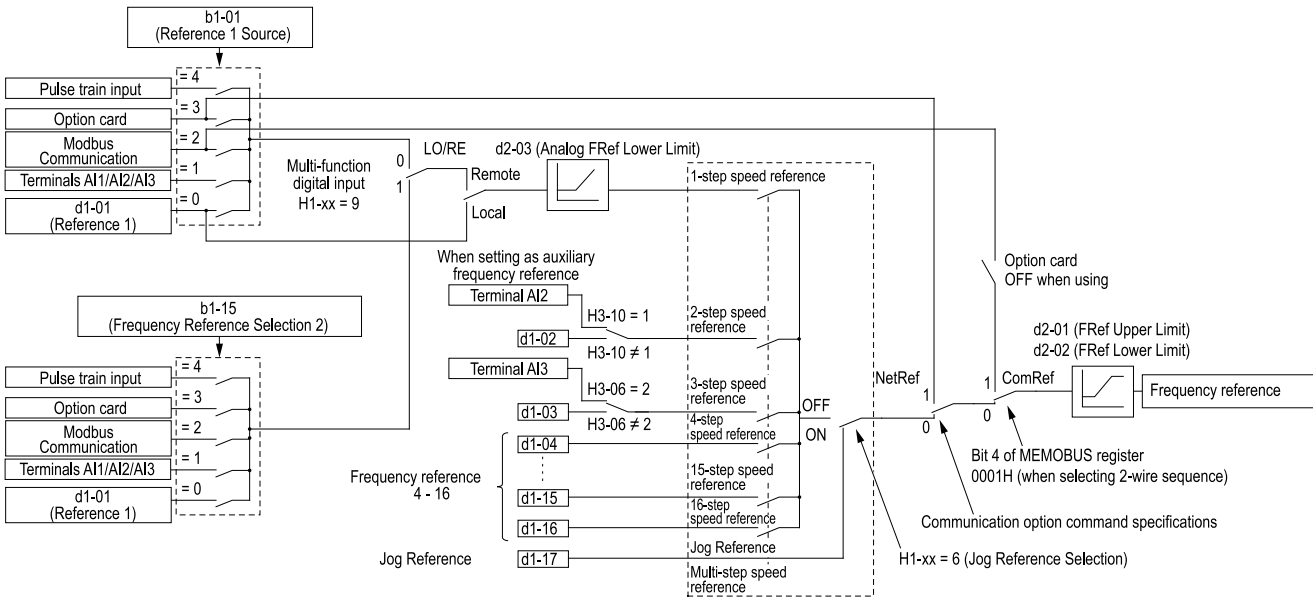 b1-01
(Reference 1 Source)
= 4
Pulse train input
= 3
Option card
= 2
Modbus
Communication
= 1
Terminals AI1/AI2/AI3
= 0
d1-01
(Reference 1)
Multi-function
digital input
H1-xx = 9
0
1
LO/RE
Remote
Local
d2-03 (Analog FRef Lower Limit)
1-step speed reference
When setting as auxiliary
frequency reference
Terminal AI2
H3-10 = 1
d1-02
H3-10 ≠ 1
2-step speed
reference
Terminal AI3
H3-06 = 2
d1-03
H3-06 ≠ 2
3-step speed
reference
4-step
speed reference
d1-04
Frequency reference
4 - 16
d1-15
15-step speed
reference
16-step
speed reference
d1-16
Jog Reference
d1-17
Jog Reference
Multi-step speed
reference
OFF
ON
H1-xx = 6 (Jog Reference Selection)
NetRef
1
0
Communication option command specifications
1
0
ComRef
Bit 4 of MEMOBUS register
0001H (when selecting 2-wire sequence)
Option card
OFF when using
d2-01 (FRef Upper Limit)
d2-02 (FRef Lower Limit)
Frequency reference
b1-15
(Frequency Reference Selection 2)
= 4
Pulse train input
= 3
Option card
= 2
Modbus
Communication
= 1
Terminals AI1/AI2/AI3
= 0
d1-01
(Reference 1)